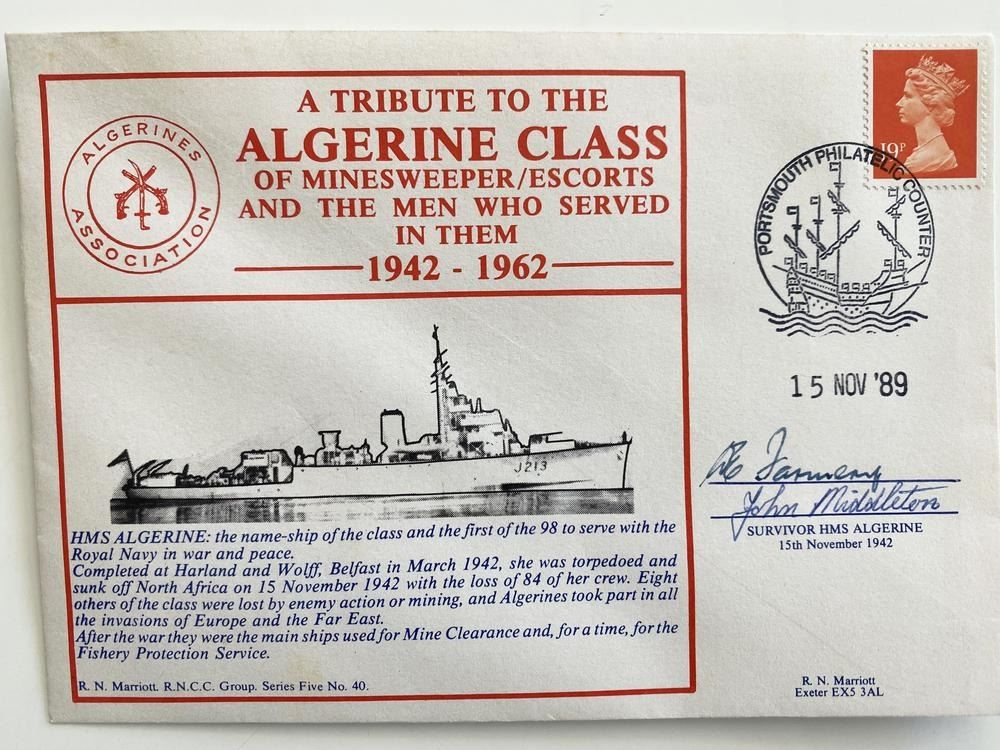 A TRIBUTE TO THE
ALGERINE CLASS
OF MINESWEEPER/ESCORTS
AND THE MEN WHO SERVED
IN THEM
1942 - 1962
ALGERINES
ASSOCIATION
19P
PORTSMOUTH PHILATELIC COUNTER
15 NOV '89
J213
John Middleton
SURVIVOR HMS ALGERINE
15th November 1942
HMS ALGERINE: the name-ship of the class and the first of the 98 to serve with the
Royal Navy in war and peace.
Completed at Harland and Wolff, Belfast in March 1942, she was torpedoed and
sunk off North Africa on 15 November 1942 with the loss of 84 of her crew. Eight
others of the class were lost by enemy action or mining, and Algerines took part in all
the invasions of Europe and the Far East.
After the war they were the main ships used for Mine Clearance and, for a time, for the
Fishery Protection Service.
R. N. Marriott. R.N.C.C. Group. Series Five No. 40.
R. N. Marriott
Exeter EX5 3AL